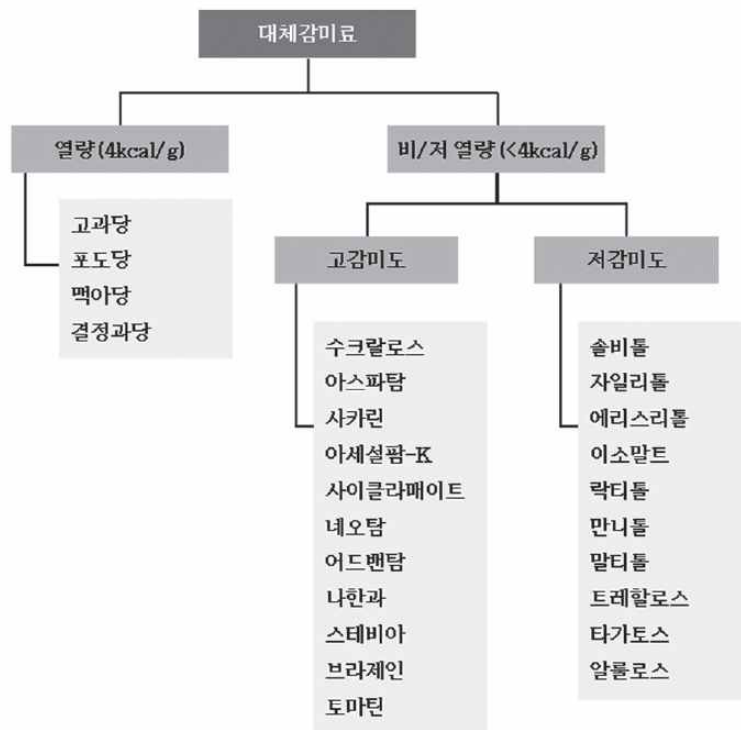 대체감미료
열량(4kcal/g)
비/저 열량(<4kcal/g)
고과당
포도당
맥아당
결정과당
고감미도
저감미도
수크랄로스
아스파탐
사카린
아세설팜-K
사이클라매이트
네오탐
어드밴탐
나한과
스테비아
브라제인
토마틴
솔비톨
자일리톨
에리스리톨
이소말트
락티톨
만니톨
말티톨
트레할로스
타가토스
알룰로스